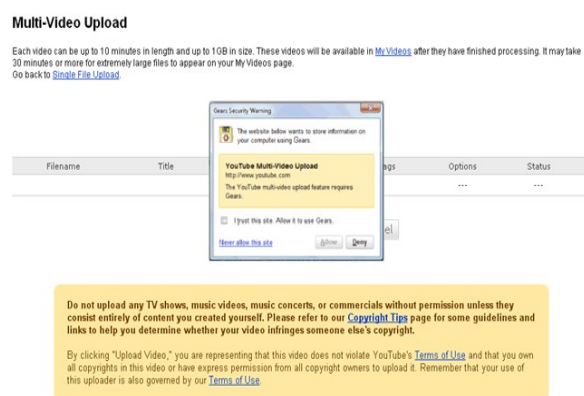 Multi-Video Upload
Each video can be up to 10 minutes in length and up to 1GB in size. These videos will be available in My Videos after they have finished processing. It may take
30 minutes or more for extremely large files to appear on your My Videos page.
Go back to Single File Upload.
Gears Security Warning
The website below wants to store information on
your computer using Gears.
YouTube Multi-Video Upload
http://www.youtube.com
The YouTube multi-video upload feature requires
Gears.
I trust this site. Allow it to use Gears.
Never allow this site Allow Deny
Filename Title ags Options Status
--- ---
el
Do not upload any TV shows, music videos, music concerts, or commercials without permission unless they
consist entirely of content you created yourself. Please refer to our Copyright Tips page for some guidelines and
links to help you determine whether your video infringes someone else's copyright.
By clicking "Upload Video," you are representing that this video does not violate YouTube's Terms of Use and that you own
all copyrights in this video or have express permission from all copyright owners to upload it. Remember that your use of
this uploader is also governed by our Terms of Use.